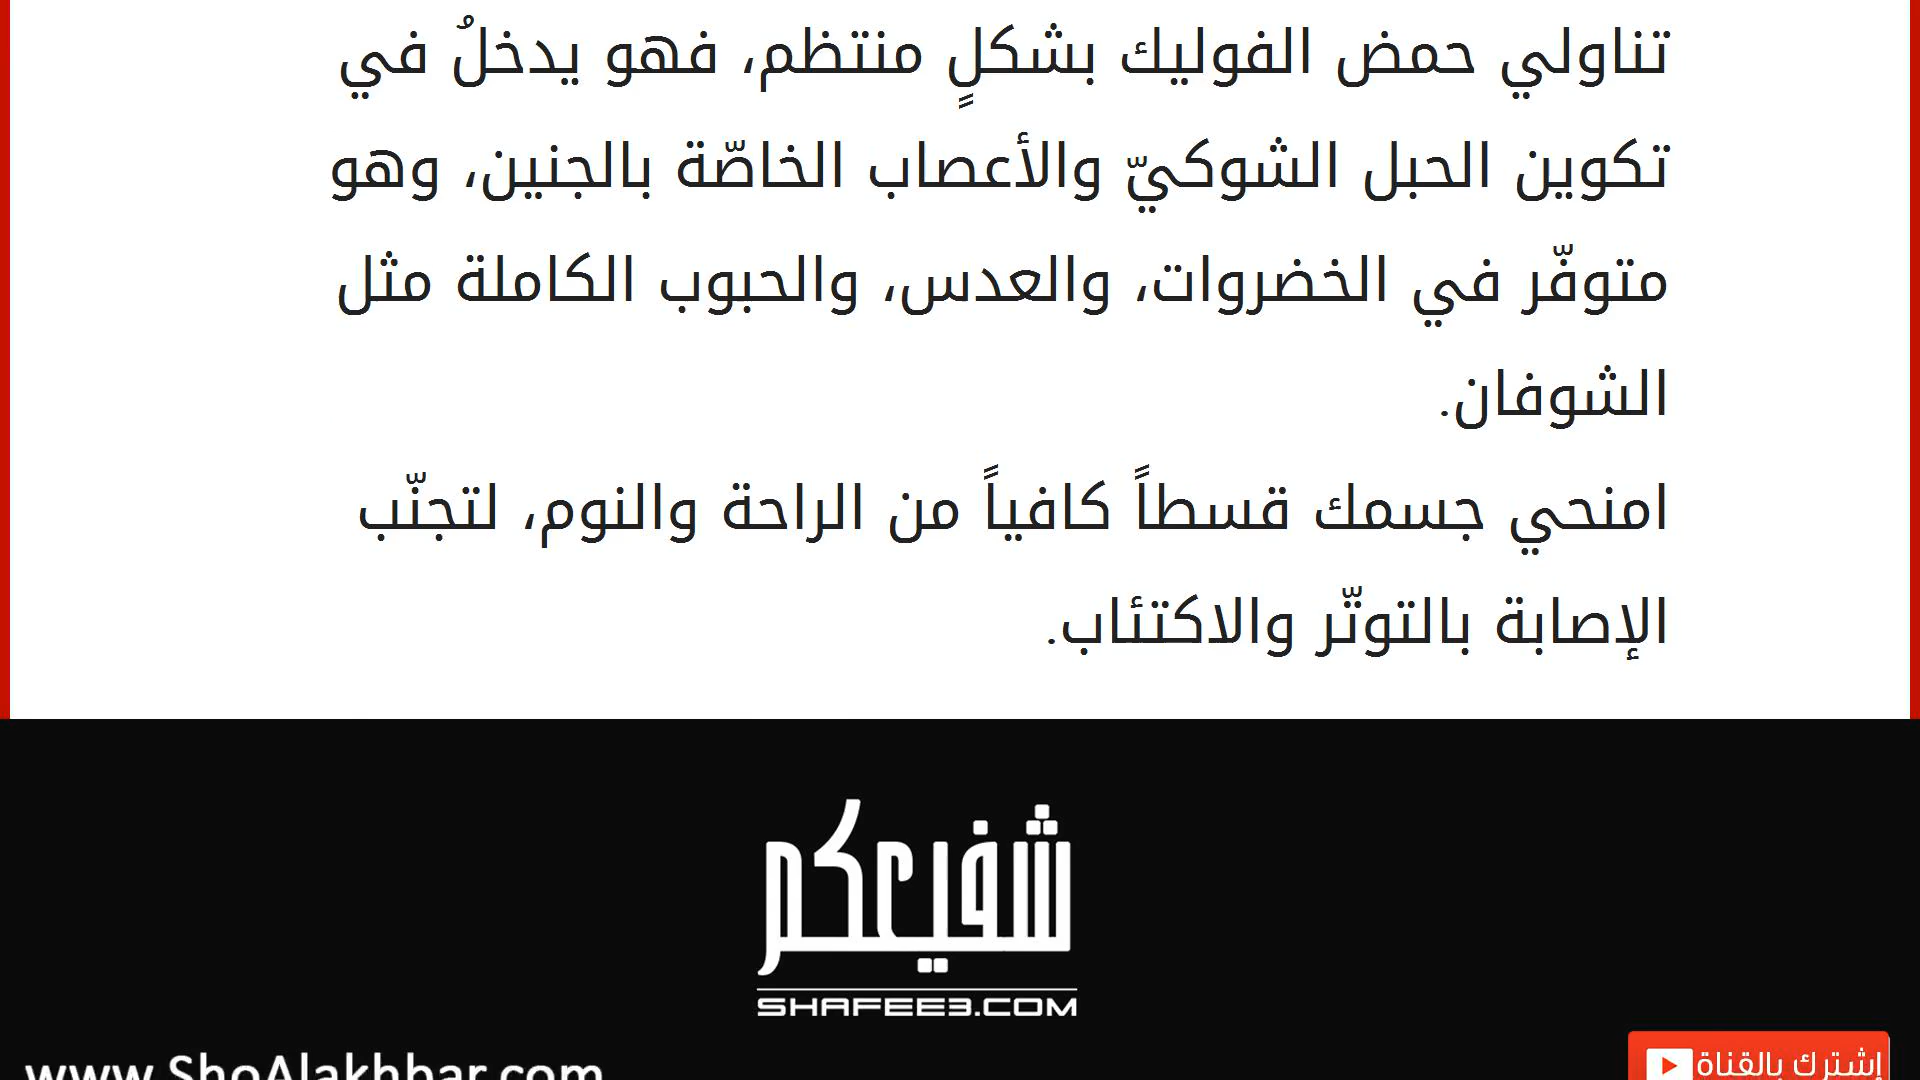 تناولي حمض الفوليك بشكلٍ منتظم، فهو يدخلُ في
تكوين الحبل الشوكيّ والأعصاب الخاصّة بالجنين، وهو
متوفّر في الخضروات، والعدس، والحبوب الكاملة مثل
الشوفان.
امنحي جسمك قسطاً كافياً من الراحة والنوم، لتجنّب
الإصابة بالتوتّر والاكتئاب.
شفيعكم
SHAFEE3.COM
www.ShoAlakhbar.com
إشترك بالقناة